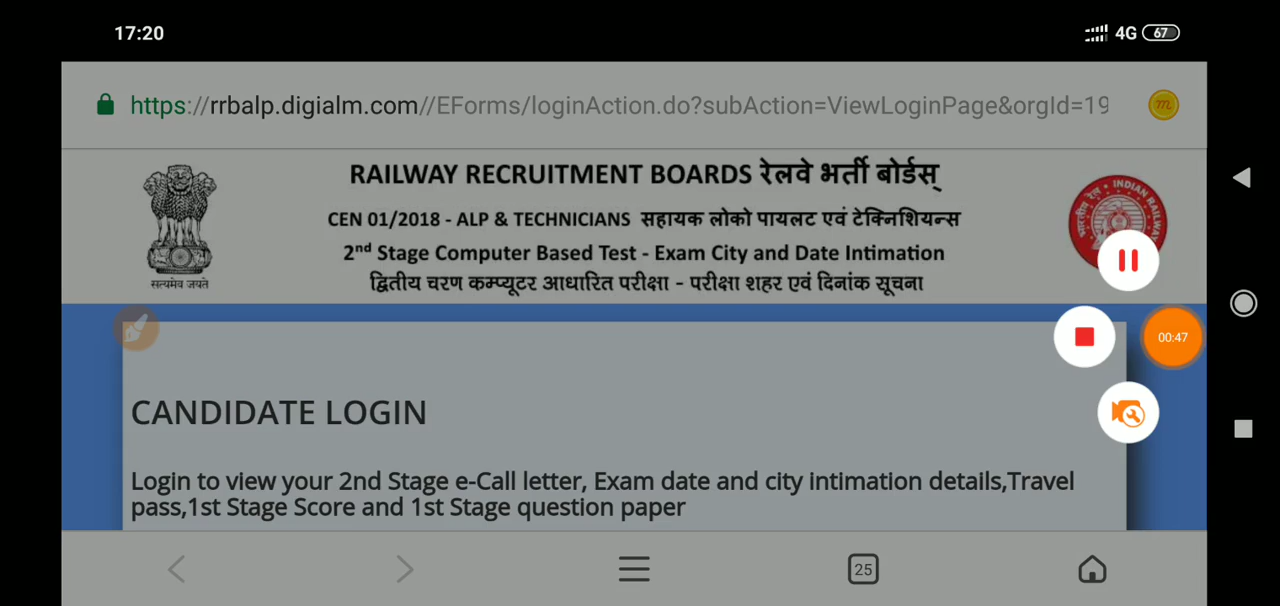 17:20
4G 67
https://rrbalp.digialm.com//EForms/loginAction.do?subAction=ViewLoginPage&orgId=19
m
RAILWAY RECRUITMENT BOARDS रेलवे भर्ती बोर्डस्
CEN 01/2018 - ALP & TECHNICIANS सहायक लोको पायलट एवं टेक्निशियन्स
2nd Stage Computer Based Test - Exam City and Date Intimation
द्वितीय चरण कम्प्यूटर आधारित परीक्षा - परीक्षा शहर एवं दिनांक सूचना
सत्यमेव जयते
INDIAN RAILWAY
00:47
CANDIDATE LOGIN
Login to view your 2nd Stage e-Call letter, Exam date and city intimation details,Travel
pass,1st Stage Score and 1st Stage question paper
25